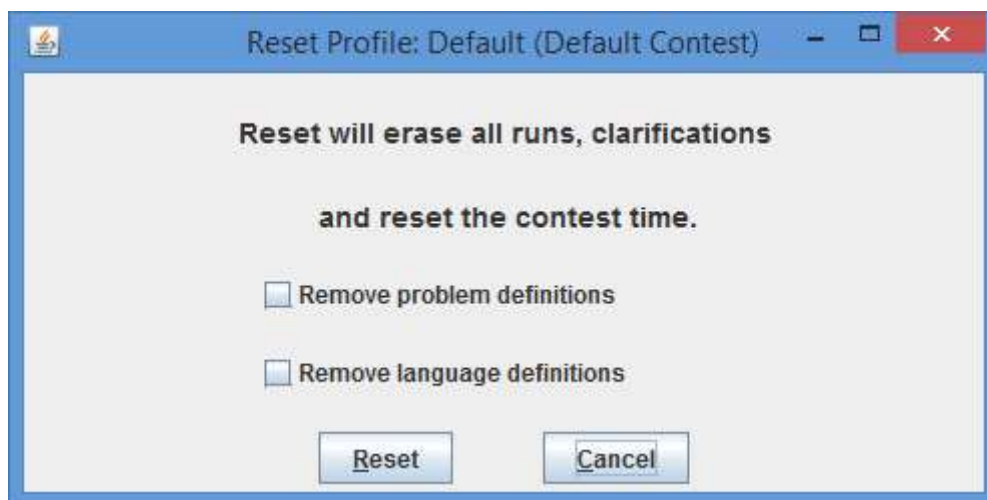 Reset Profile: Default (Default Contest)
Reset will erase all runs, clarifications
and reset the contest time.
Remove problem definitions
Remove language definitions
Reset Cancel